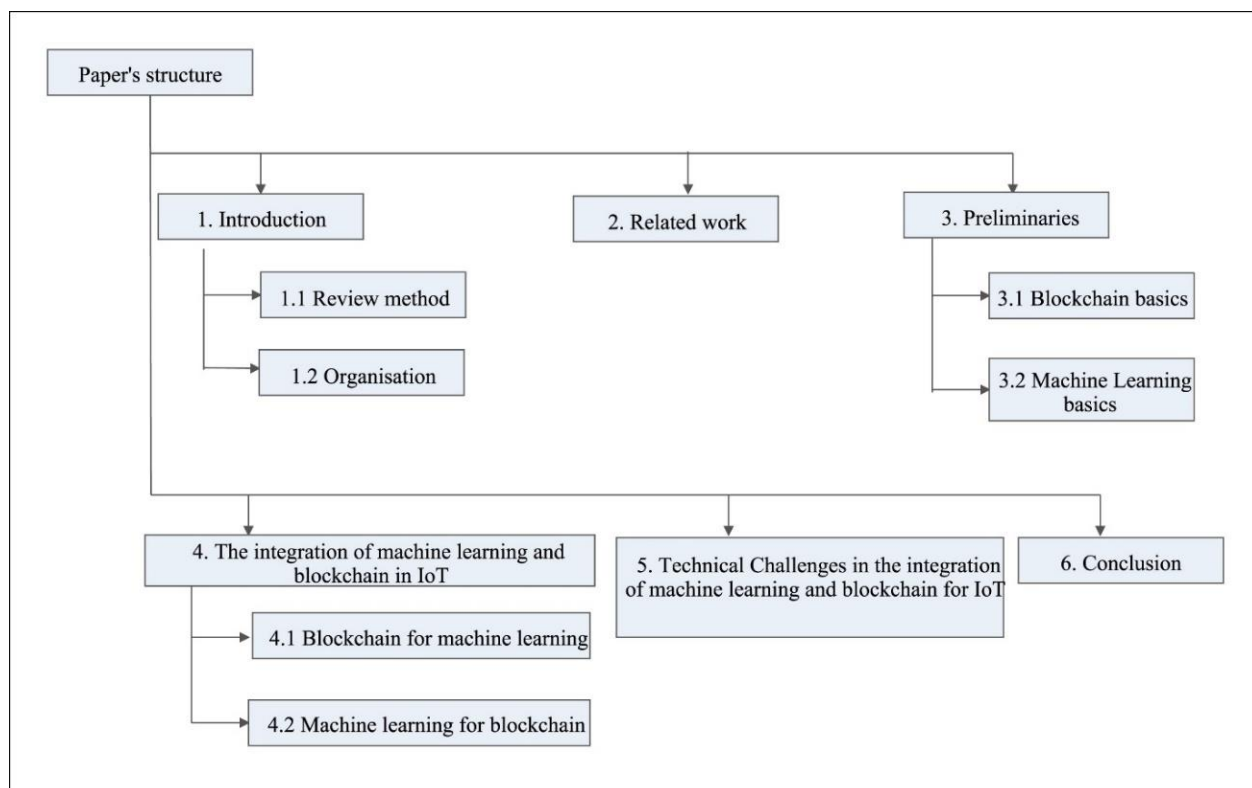 Paper's structure
1. Introduction
2. Related work
3. Preliminaries
1.1 Review method
3.1 Blockchain basics
1.2 Organisation
3.2 Machine Learning
basics
4. The integration of machine learning and
blockchain in IoT
5. Technical Challenges in the integration
of machine learning and blockchain for IoT
6. Conclusion
4.1 Blockchain for machine learning
4.2 Machine learning for blockchain